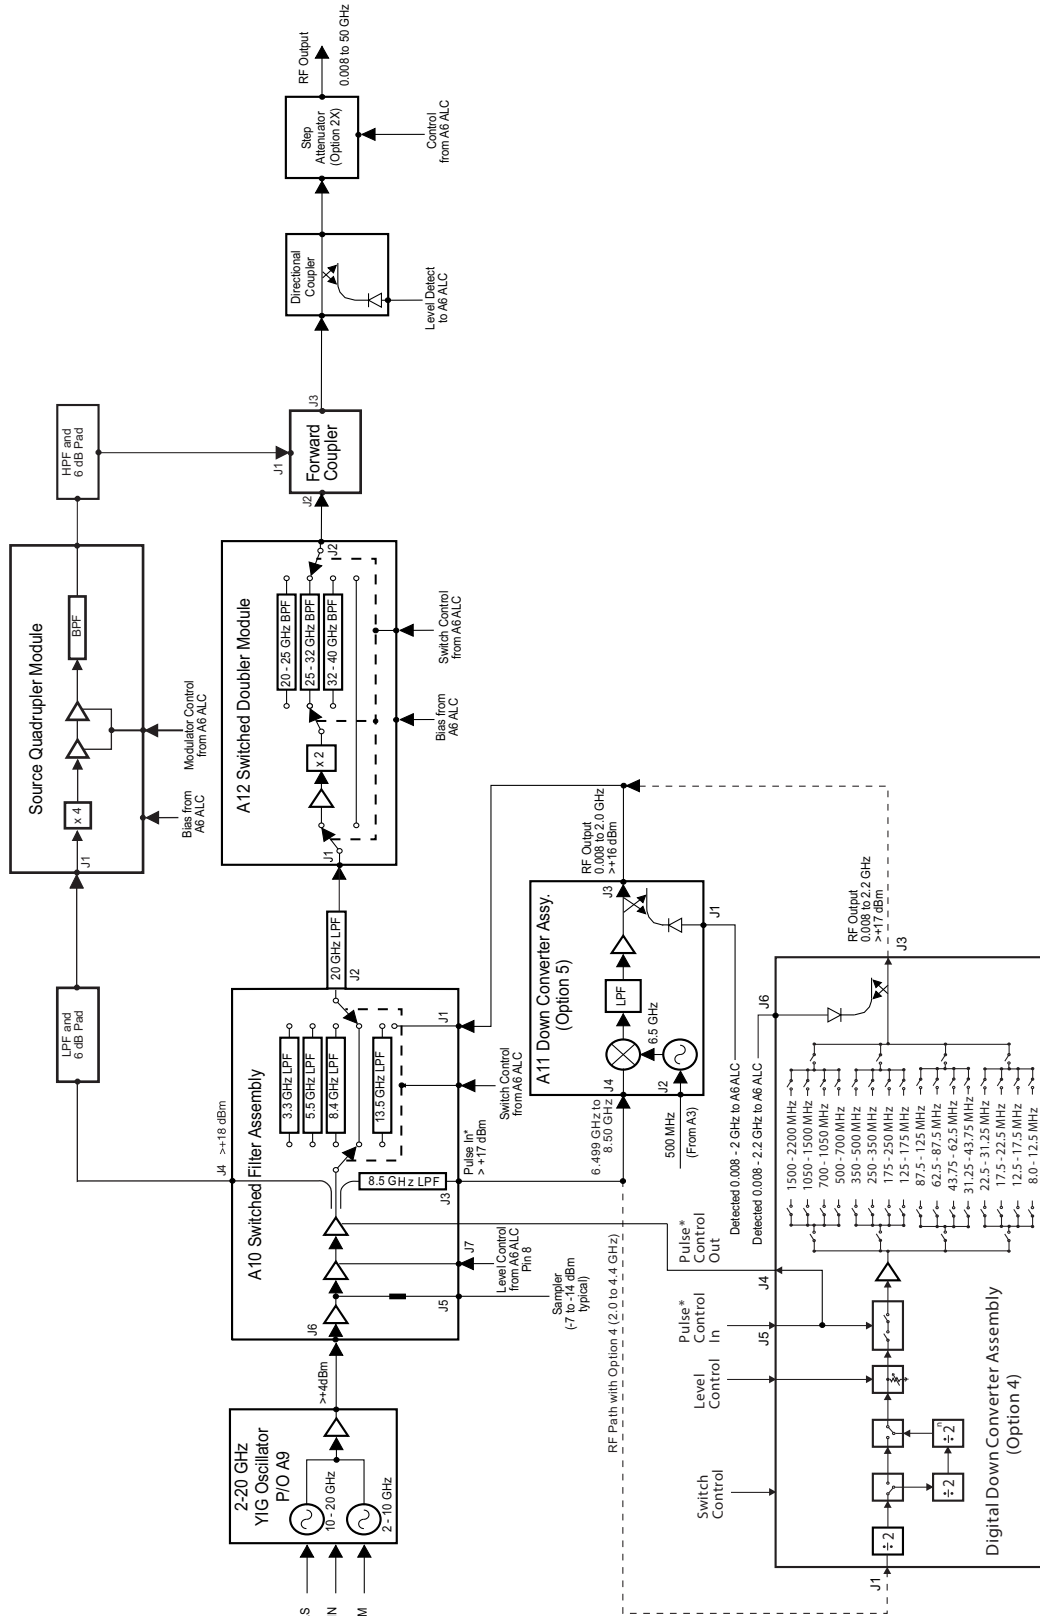 RF Output
0.008 to 50 GHz
Step
Attenuator
(Option 2X)
Control
from A6 ALC
Directional
Coupler
Level Detect
to A6 ALC
J3
Forward
Coupler
J1
J2
HPF and
6 dB Pad
Source Quadrupler Module
BPF
x 4
J1
Modulator Control
from A6 ALC
Bias from
A6 ALC
LPF and
6 dB Pad
A12 Switched Doubler Module
20 - 25 GHz BPF
25 - 32 GHz BPF
32 - 40 GHz BPF
x 2
J1
J2
Switch Control
from A6 ALC
Bias from
A6 ALC
20 GHz LPF
J2
A10 Switched Filter Assembly
3.3 GHz LPF
5.5 GHz LPF
8.4 GHz LPF
13.5 GHz LPF
8.5 GHz LPF
J4
>+18 dBm
J1
Switch Control
from A6 ALC
Pulse In*
> +17 dBm
J3
J7
Level Control
from A6 ALC
Pin 8
J5
Sampler
(-7 to -14 dBm
typical)
J6
>+4dBm
2-20 GHz
YIG Oscillator
P/O A9
10 - 20 GHz
2 - 10 GHz
S
N
M
A11 Down Converter Assy.
(Option 5)
LPF
6.5 GHz
J4
J2
J3
J1
RF Output
0.008 to 2.0 GHz
>+16 dBm
6.499 GHz to
8.50 GHz
500 MHz
(From A3)
Detected 0.008 - 2 GHz to A6 ALC
Detected 0.008 - 2.2 GHz to A6 ALC
RF Path with Option 4 (2.0 to 4.4 GHz)
RF Output
0.008 to 2.2 GHz
>+17 dBm
J3
J6
Pulse*
Control
Out
J4
Pulse*
Control
In
J5
Level
Control
Switch
Control
J1
1500 - 2200 MHz
1050 - 1500 MHz
700 - 1050 MHz
500 - 700 MHz
350 - 500 MHz
250 - 350 MHz
175 - 250 MHz
125 - 175 MHz
87.5 - 125 MHz
62.5 - 87.5 MHz
43.75 - 62.5 MHz
31.25 - 43.75 MHz
22.5 - 31.25 MHz
17.5 - 22.5 MHz
12.5 - 17.5 MHz
8.0 - 12.5 MHz
÷2
÷2
÷2 n
Digital Down Converter Assembly
(Option 4)